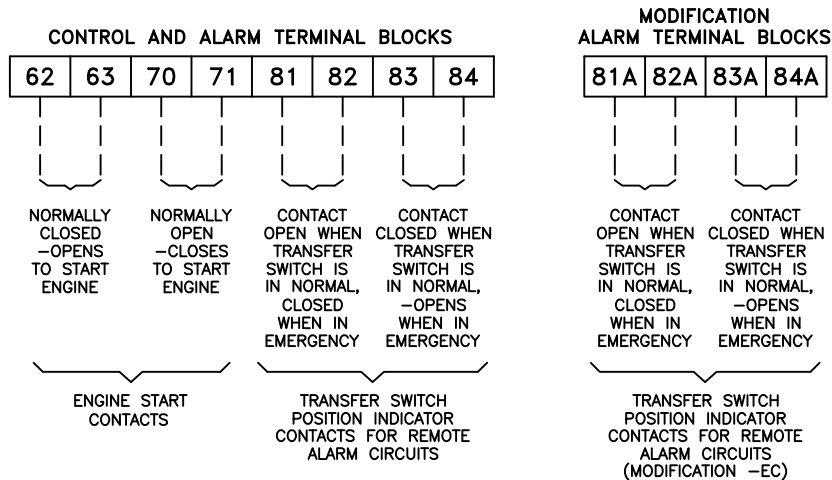 CONTROL AND ALARM TERMINAL BLOCKS
62 63 70 71 81 82 83 84
NORMALLY
CLOSED
–OPENS
TO START
ENGINE
NORMALLY
OPEN
–CLOSES
TO START
ENGINE
CONTACT
OPEN WHEN
TRANSFER
SWITCH IS
IN NORMAL,
CLOSED
WHEN IN
EMERGENCY
CONTACT
CLOSED WHEN
TRANSFER
SWITCH IS
IN NORMAL,
–OPENS
WHEN IN
EMERGENCY
ENGINE START
CONTACTS
TRANSFER SWITCH
POSITION INDICATOR
CONTACTS FOR REMOTE
ALARM CIRCUITS
MODIFICATION
ALARM TERMINAL BLOCKS
81A 82A 83A 84A
CONTACT
OPEN WHEN
TRANSFER
SWITCH IS
IN NORMAL,
CLOSED
WHEN IN
EMERGENCY
CONTACT
CLOSED WHEN
TRANSFER
SWITCH IS
IN NORMAL,
–OPENS
WHEN IN
EMERGENCY
TRANSFER SWITCH
POSITION INDICATOR
CONTACTS FOR REMOTE
ALARM CIRCUITS
(MODIFICATION –EC)